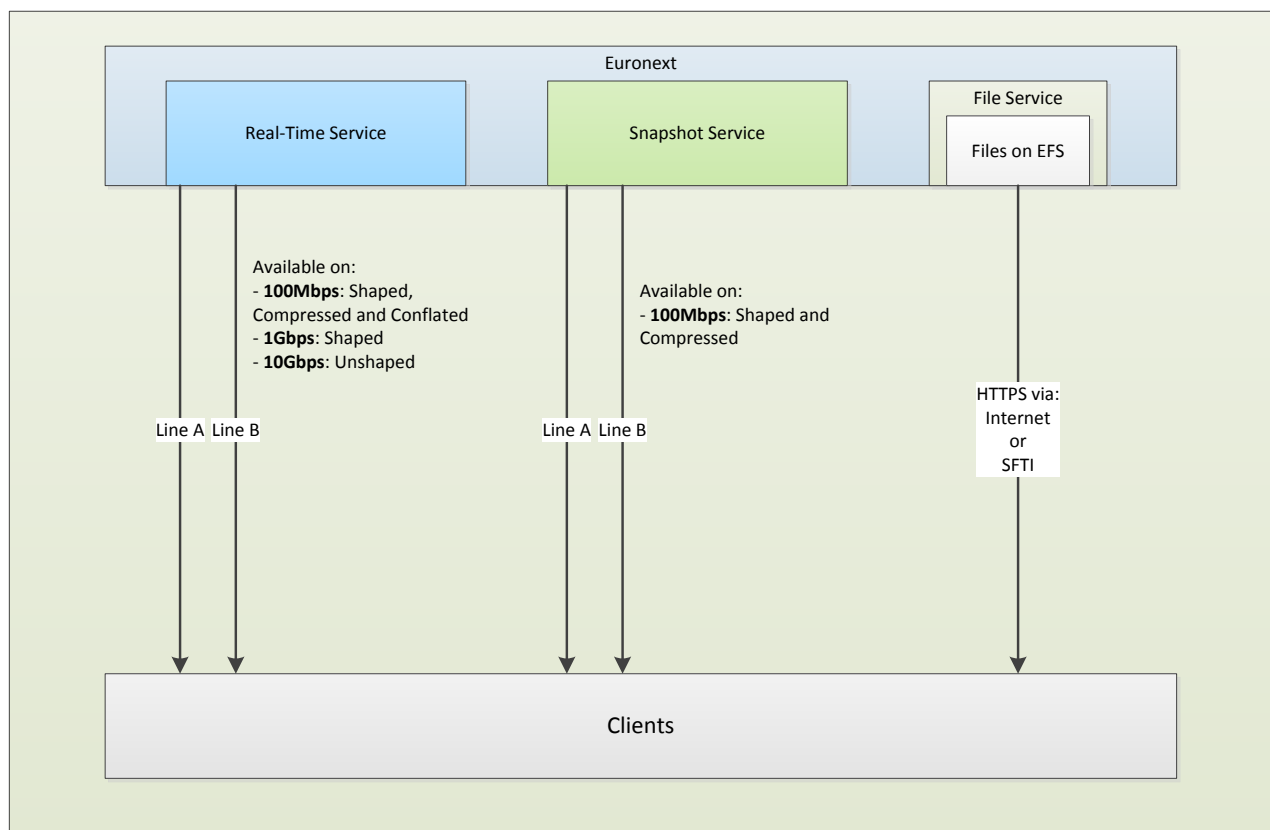 Euronext
Real-Time Service
Snapshot Service
File Service
Files on EFS
Available on:
- 100Mbps: Shaped,
Compressed and Conflated
- 1Gbps: Shaped
- 10Gbps: Unshaped
Available on:
- 100Mbps: Shaped and
Compressed
Line A
Line B
Line A
Line B
HTTPS via:
Internet
or
SFTI
Clients